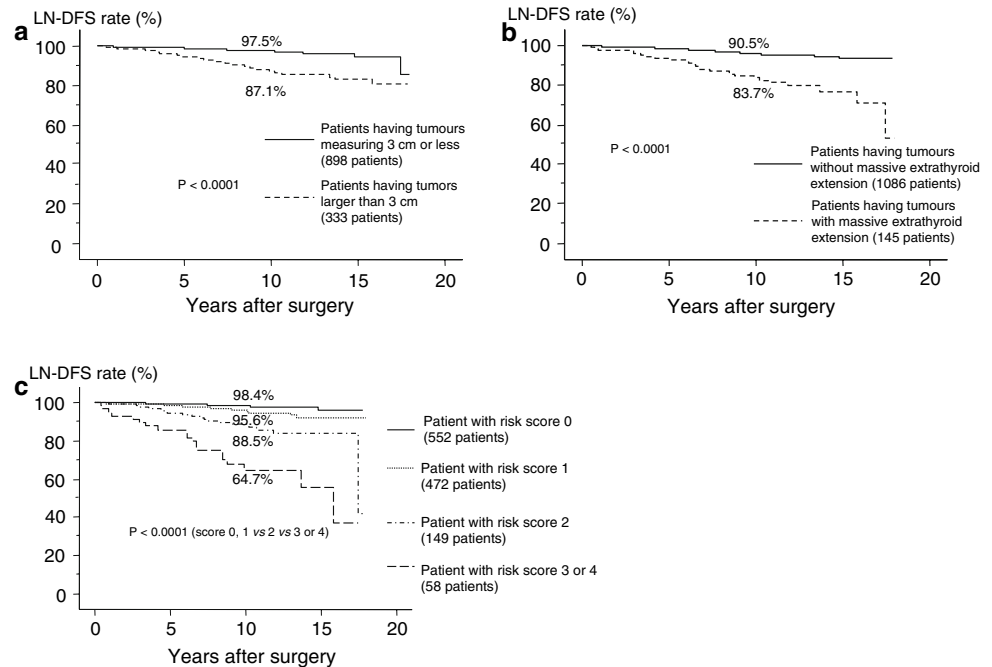 LN-DFS rate (%)
a
100
80
60
40
20
0
97.5%
87.1%
Patients having tumours
measuring 3 cm or less
(898 patients)
P < 0.0001
Patients having tumors
larger than 3 cm
(333 patients)
0 5 10 15 20
Years after surgery
LN-DFS rate (%)
b
100
80
60
40
20
0
90.5%
83.7%
P < 0.0001
Patients having tumours
without massive extrathyroid
extension (1086 patients)
Patients having tumours
with massive extrathyroid
extension (145 patients)
0 5 10 15 20
Years after surgery
LN-DFS rate (%)
c
100
80
60
40
20
0
98.4%
95.6%
88.5%
64.7%
P < 0.0001 (score 0, 1 vs 2 vs 3 or 4)
Patient with risk score 0
(552 patients)
Patient with risk score 1
(472 patients)
Patient with risk score 2
(149 patients)
Patient with risk score 3 or 4
(58 patients)
0 5 10 15 20
Years after surgery